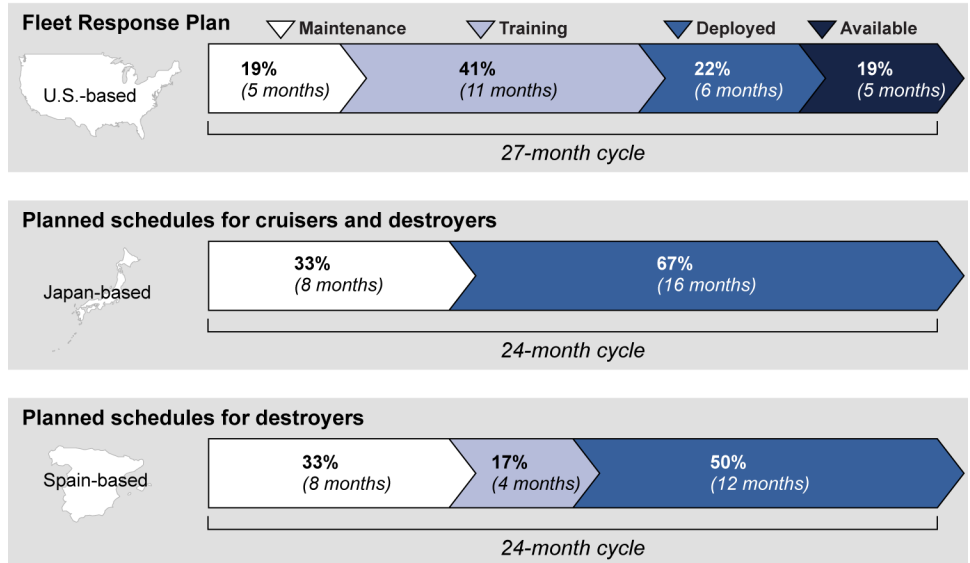 Fleet Response Plan
Maintenance
Training
Deployed
Available
U.S.-based
19%
(5 months)
41%
(11 months)
22%
(6 months)
19%
(5 months)
27-month cycle
Planned schedules for cruisers and destroyers
Japan-based
33%
(8 months)
67%
(16 months)
24-month cycle
Planned schedules for destroyers
Spain-based
33%
(8 months)
17%
(4 months)
50%
(12 months)
24-month cycle